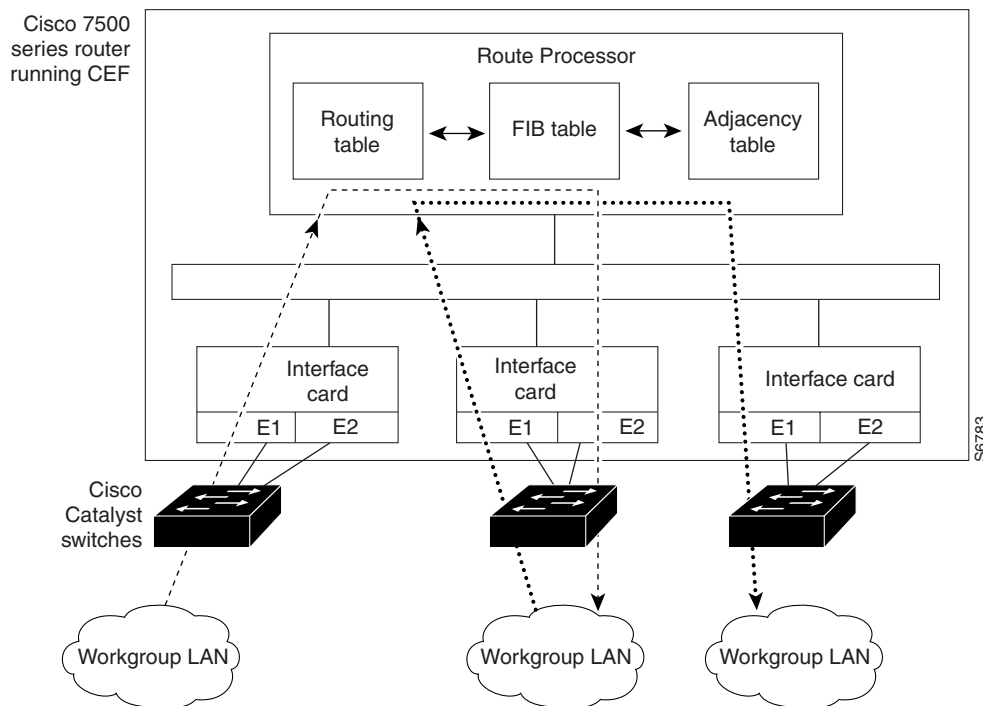 Cisco 7500
series router
running CEF
Route Processor
Routing
table
FIB table
Adjacency
table
Interface
card
E1
E2
Interface
card
E1
E2
Interface card
E1
E2
S6783
Cisco
Catalyst
switches
Workgroup LAN
Workgroup LAN
Workgroup LAN